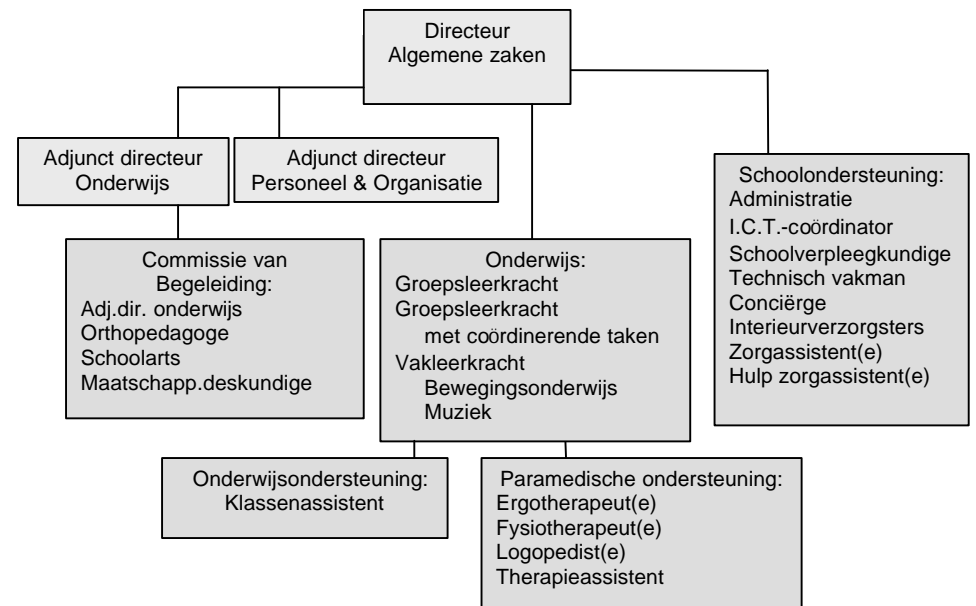 Directeur
Algemene zaken
Adjunct directeur
Onderwijs
Adjunct directeur
Personeel & Organisatie
Schoolondersteuning:
Administratie
I.C.T.-coördinator
Schoolverpleegkundige
Technisch vakman
Conciërge
Interieurverzorgsters
Zorgassistent(e)
Hulp zorgassistent(e)
Commissie van
Begeleiding:
Adj.dir. onderwijs
Orthopedagoge
Schoolarts
Maatschapp.deskundige
Onderwijs:
Groepsleerkracht
Groepsleerkracht
met coördinerende taken
Vakleerkracht
Bewegingsonderwijs
Muziek
Onderwijsondersteuning:
Klassenassistent
Paramedische ondersteuning:
Ergotherapeut(e)
Fysiotherapeut(e)
Logopedist(e)
Therapieassistent